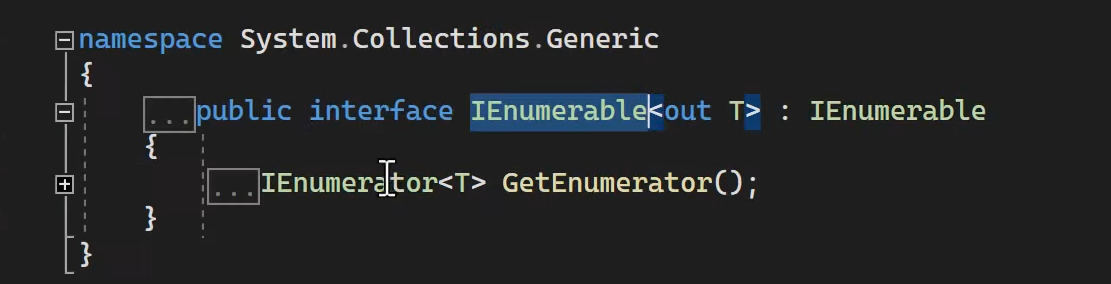 namespace System.Collections.Generic
{
...public interface IEnumerable<out T> : IEnumerable
{
...IEnumerator<T> GetEnumerator();
}
}